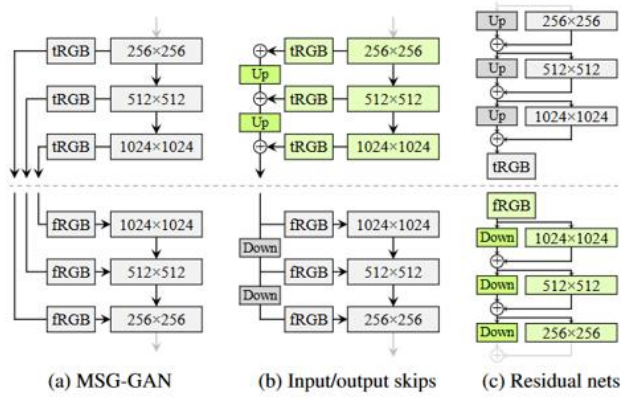 tRGB 256×256
tRGB 512×512
tRGB 1024×1024
fRGB 1024×1024
fRGB 512×512
fRGB 256×256
(a) MSG-GAN
tRGB 256×256
Up
tRGB 512×512
Up
tRGB 1024×1024
fRGB 1024×1024
Down
fRGB 512×512
Down
fRGB 256×256
(b) Input/output skips
Up 256×256
Up 512×512
Up 1024×1024
tRGB
fRGB
Down 1024×1024
Down 512×512
Down 256×256
(c) Residual nets